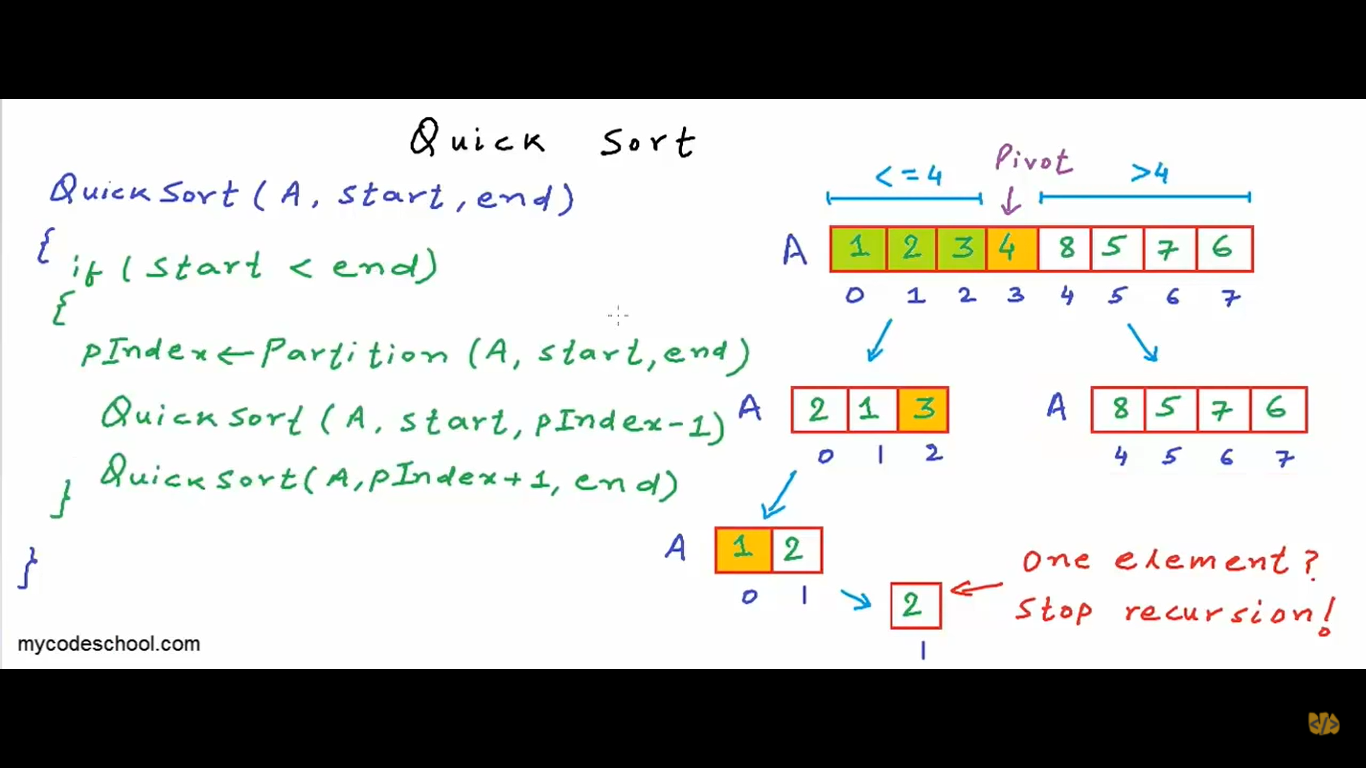 Quick Sort
QuickSort(A, start, end)
{
if (start < end)
{
pIndex ← Partition (A, start, end)
QuickSort (A, start, pIndex-1)
QuickSort(A, pIndex+1, end)
}
}
mycodeschool.com
Pivot
<=4 >4
A 1 2 3 4 8 5 7 6
0 1 2 3 4 5 6 7
A 2 1 3
0 1 2
A 8 5 7 6
4 5 6 7
A 1 2
0 1
2
1
One element?
Stop recursion!